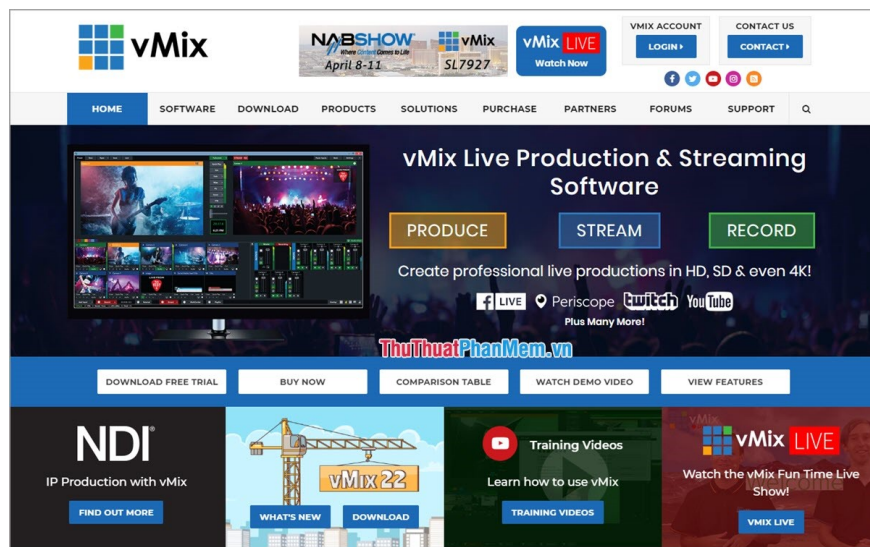 vMix
NABSHOW
Where Content Comes to Life
April 8-11
vMix
SL7927
vMix LIVE
Watch Now
VMIX ACCOUNT
LOGIN
CONTACT US
CONTACT
HOME
SOFTWARE
DOWNLOAD
PRODUCTS
SOLUTIONS
PURCHASE
PARTNERS
FORUMS
SUPPORT
vMix Live Production & Streaming
Software
PRODUCE
STREAM
RECORD
Create professional live productions in HD, SD & even 4K!
LIVE
Periscope
twitch
YouTube
Plus Many More!
ThuThuatPhanMem.vn
DOWNLOAD FREE TRIAL
BUY NOW
COMPARISON TABLE
WATCH DEMO VIDEO
VIEW FEATURES
NDI®
IP Production with vMix
FIND OUT MORE
VMIX 22
WHAT'S NEW
DOWNLOAD
Training Videos
Learn how to use vMix
TRAINING VIDEOS
vMix LIVE
Watch the vMix Fun Time Live
Show!
VMIX LIVE